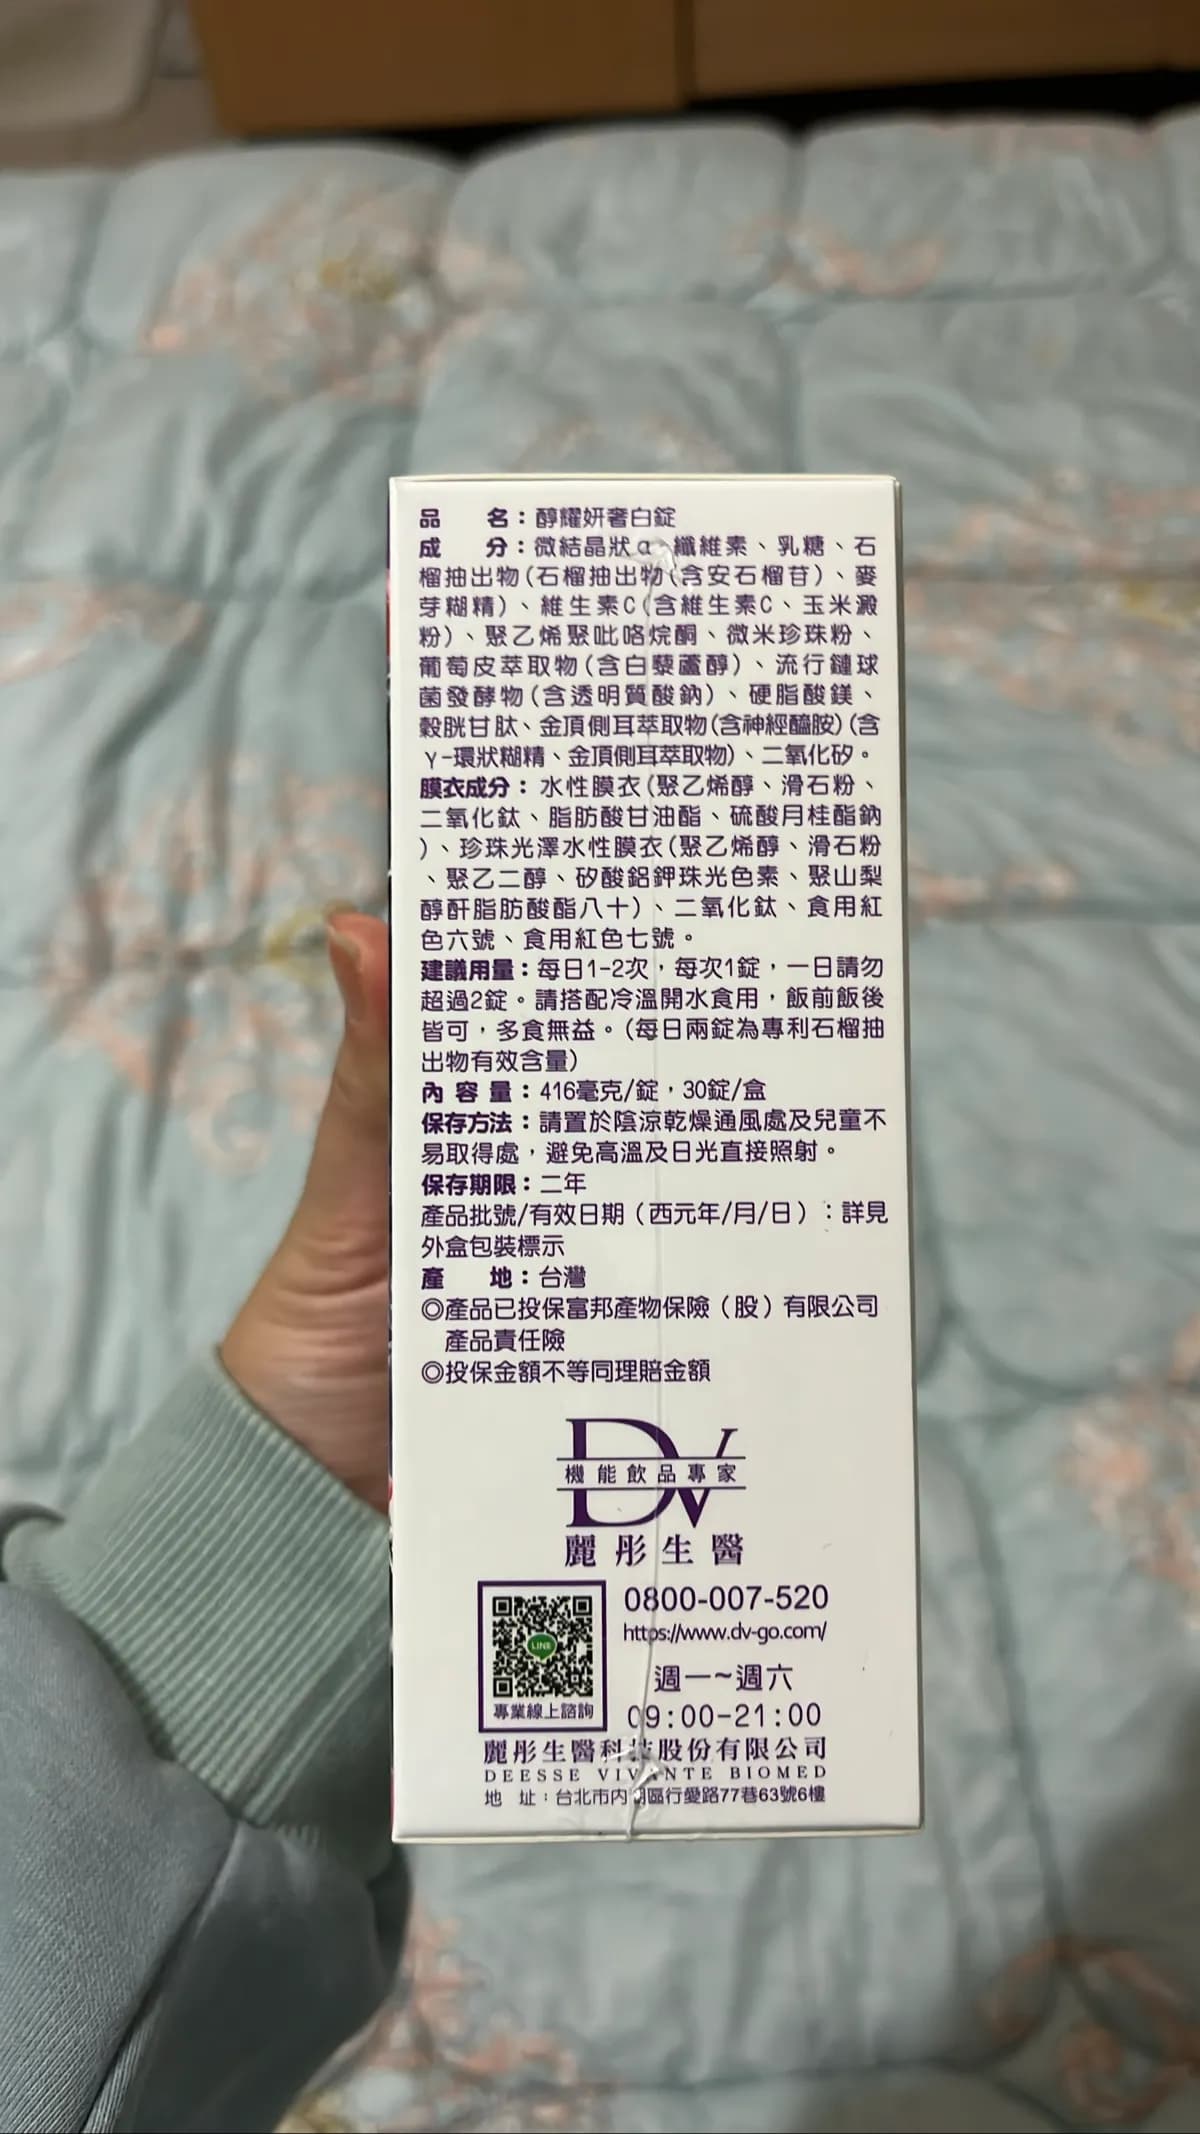 品　　名：醇耀妍奢白錠
成　　分：微結晶狀α-纖維素、乳糖、石
榴抽出物(石榴抽出物(含安石榴苷)、麥
芽糊精)、維生素C(含維生素C、玉米澱
粉)、聚乙烯聚吡咯烷酮、微米珍珠粉、
葡萄皮萃取物(含白藜蘆醇)、流行鏈球
菌發酵物(含透明質酸鈉)、硬脂酸鎂、
穀胱甘肽、金頂側耳萃取物(含神經醯胺)(含
γ-環狀糊精、金頂側耳萃取物)、二氧化矽。
膜衣成分：水性膜衣(聚乙烯醇、滑石粉、
二氧化鈦、脂肪酸甘油酯、硫酸月桂酯鈉
)、珍珠光澤水性膜衣(聚乙烯醇、滑石粉
、聚乙二醇、矽酸鋁鉀珠光色素、聚山梨
醇酐脂肪酸酯八十)、二氧化鈦、食用紅
色六號、食用紅色七號。
建議用量：每日1-2次，每次1錠，一日請勿
超過2錠。請搭配冷溫開水食用，飯前飯後
皆可，多食無益。(每日兩錠為專利石榴抽
出物有效含量)
內 容 量：416毫克/錠，30錠/盒
保存方法：請置於陰涼乾燥通風處及兒童不
易取得處，避免高溫及日光直接照射。
保存期限：二年
產品批號/有效日期（西元年/月/日）：詳見
外盒包裝標示
產　　地：台灣
◎產品已投保富邦產物保險（股）有限公司
產品責任險
◎投保金額不等同理賠金額
DV
機能飲品專家
麗彤生醫
LINE
專業線上諮詢
0800-007-520
https://www.dv-go.com/
週一~週六
09:00-21:00
麗彤生醫科技股份有限公司
DEESSE VIVANTE BIOMED
地　址：台北市內湖區行愛路77巷63號6樓